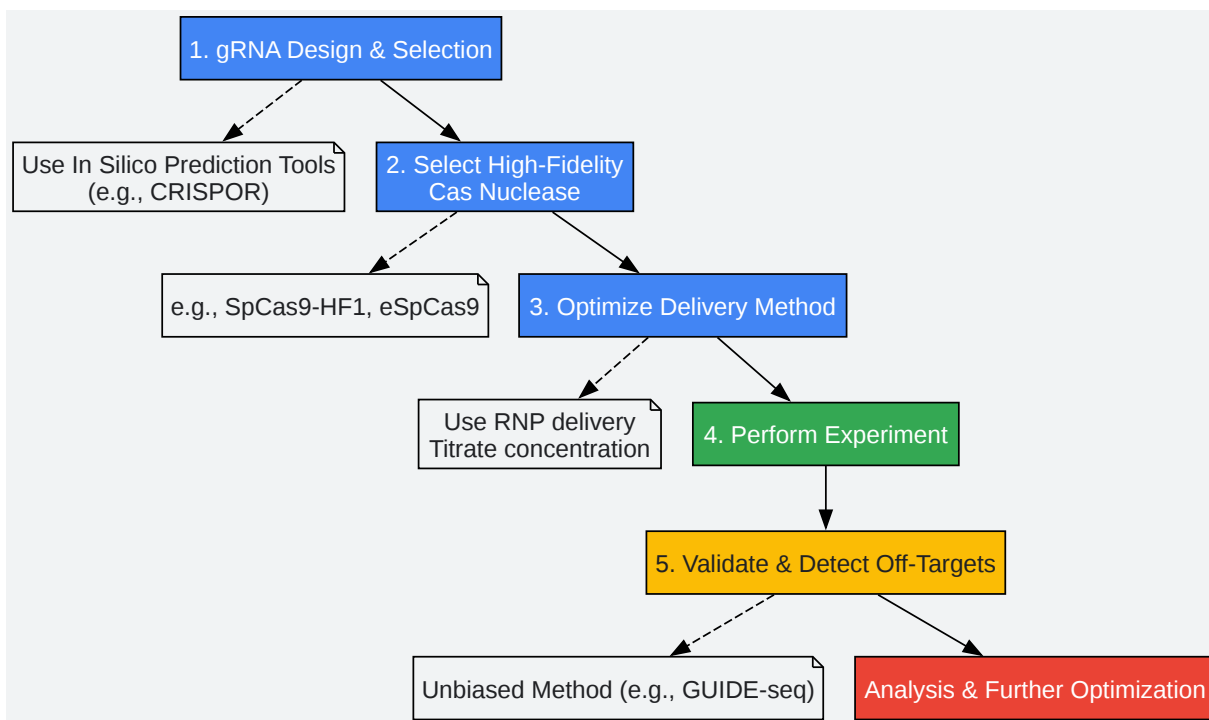 1. gRNA Design & Selection
Use In Silico Prediction Tools
(e.g., CRISPOR)
2. Select High-Fidelity
Cas Nuclease
e.g., SpCas9-HF1, eSpCas9
3. Optimize Delivery Method
Use RNP delivery
Titrate concentration
4. Perform Experiment
5. Validate & Detect Off-Targets
Unbiased Method (e.g., GUIDE-seq)
Analysis & Further Optimization